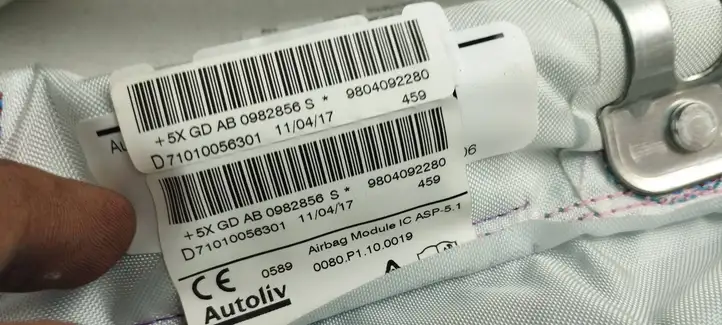 +5X GD AB 0982856 S * 9804092280
D71010056301 11/04/17 459
+5X GD AB 0982856 S * 9804092280
D71010056301 11/04/17 459
Airbag Module IC ASP-5.1
CE 0589 0080.P1.10.0019
Autoliv
06